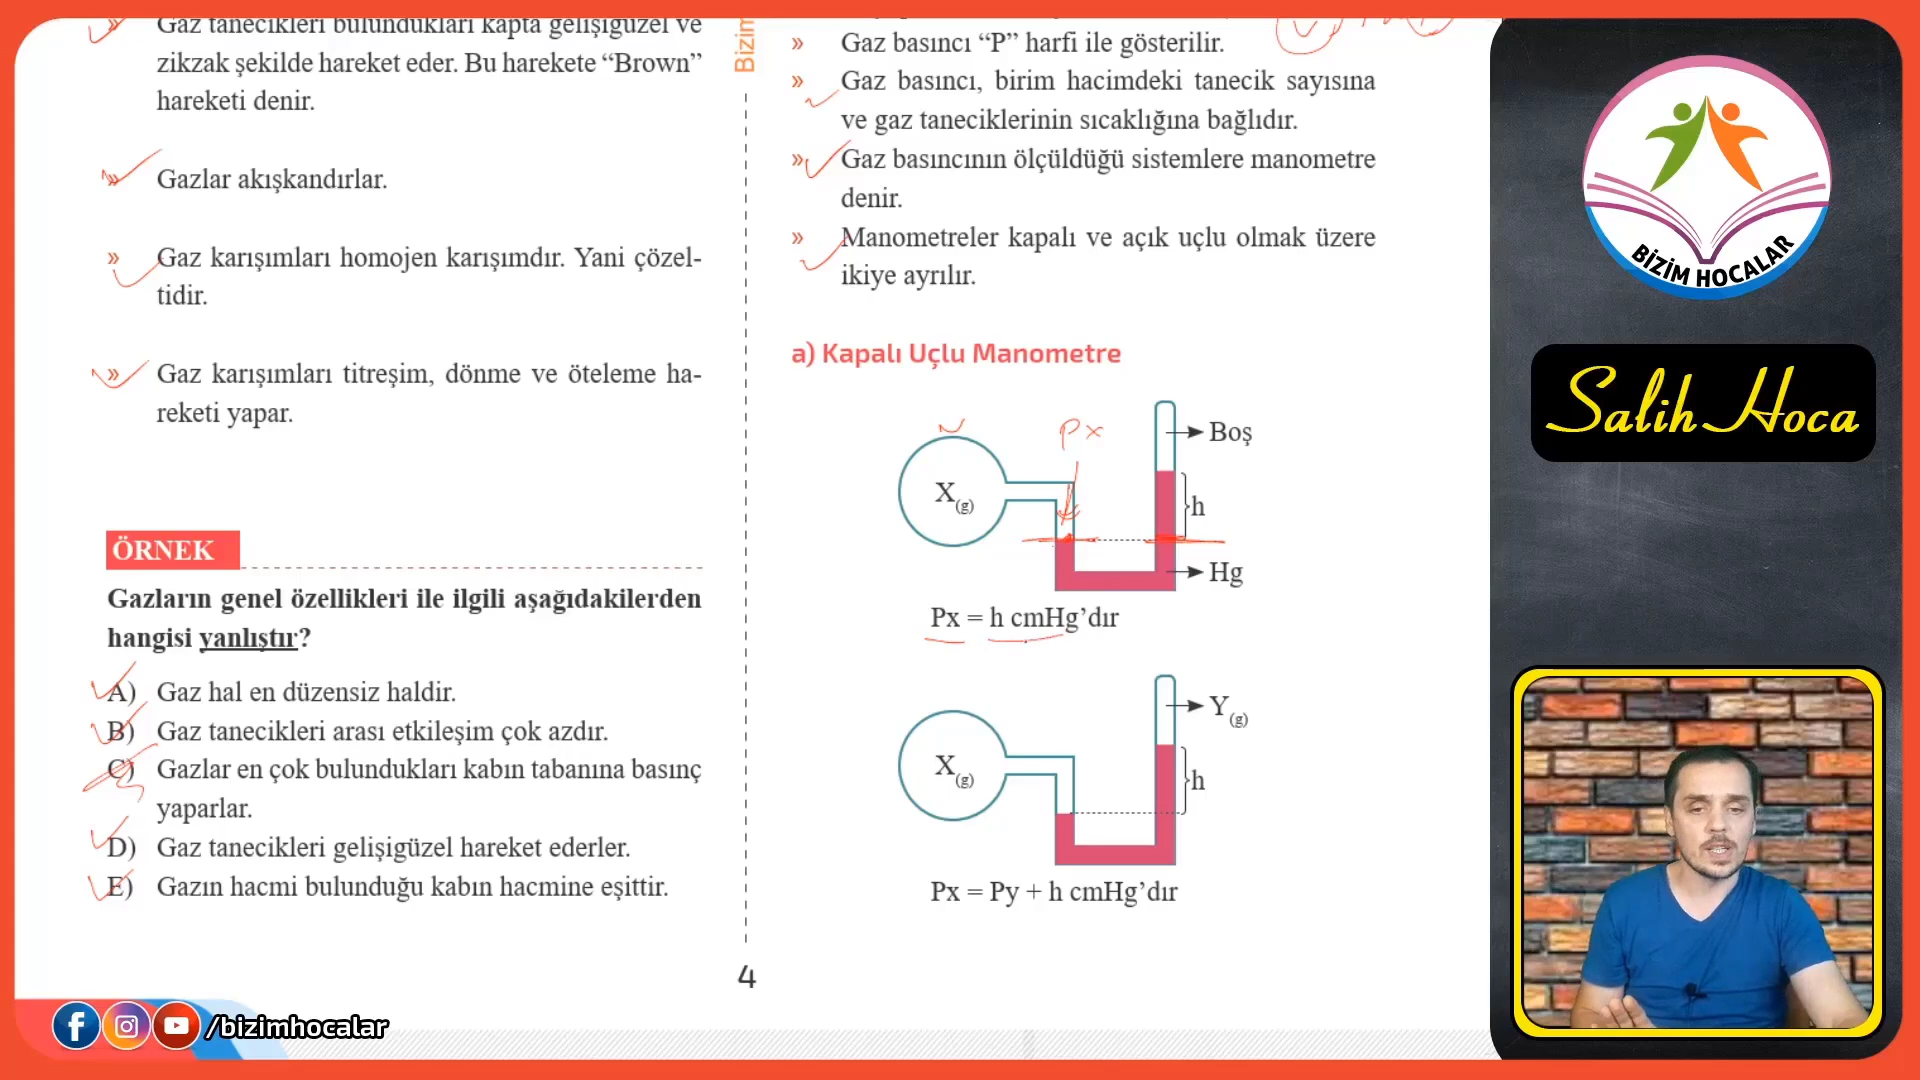 Gaz tanecikleri bulundukları kapta gelişigüzel ve
zikzak şekilde hareket eder. Bu harekete “Brown”
hareketi denir.
» Gazlar akışkandırlar.
» Gaz karışımları homojen karışımdır. Yani çözel-
tidir.
» Gaz karışımları titreşim, dönme ve öteleme ha-
reketi yapar.
ÖRNEK
Gazların genel özellikleri ile ilgili aşağıdakilerden
hangisi yanlıştır?
A) Gaz hal en düzensiz haldir.
B) Gaz tanecikleri arası etkileşim çok azdır.
C) Gazlar en çok bulundukları kabın tabanına basınç
yaparlar.
D) Gaz tanecikleri gelişigüzel hareket ederler.
E) Gazın hacmi bulunduğu kabın hacmine eşittir.
Bizim
» Gaz basıncı “P” harfi ile gösterilir.
» Gaz basıncı, birim hacimdeki tanecik sayısına
ve gaz taneciklerinin sıcaklığına bağlıdır.
» Gaz basıncının ölçüldüğü sistemlere manometre
denir.
» Manometreler kapalı ve açık uçlu olmak üzere
ikiye ayrılır.
a) Kapalı Uçlu Manometre
Px
Boş
X(g)
h
Hg
Px = h cmHg’dır
Y(g)
X(g)
h
Px = Py + h cmHg’dır
4
/bizimhocalar
BİZİM HOCALAR
Salih Hoca